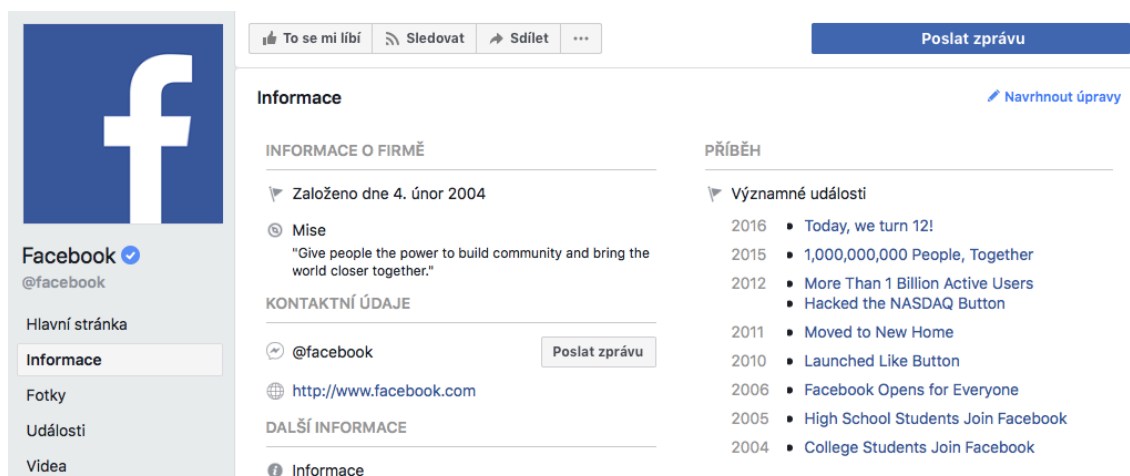 To se mi líbí Sledovat Sdílet ...
Poslat zprávu
Facebook
@facebook
Hlavní stránka
Informace
Fotky
Události
Videa
Informace
Navrhnout úpravy
INFORMACE O FIRMĚ
Založeno dne 4. únor 2004
Mise
"Give people the power to build community and bring the
world closer together."
KONTAKTNÍ ÚDAJE
@facebook
Poslat zprávu
http://www.facebook.com
DALŠÍ INFORMACE
Informace
PŘÍBĚH
Významné události
2016 • Today, we turn 12!
2015 • 1,000,000,000 People, Together
2012 • More Than 1 Billion Active Users
• Hacked the NASDAQ Button
2011 • Moved to New Home
2010 • Launched Like Button
2006 • Facebook Opens for Everyone
2005 • High School Students Join Facebook
2004 • College Students Join Facebook